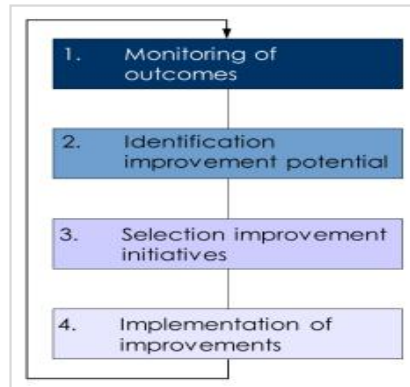 1. Monitoring of
outcomes
2. Identification
improvement potential
3. Selection improvement
initiatives
4. Implementation of
improvements